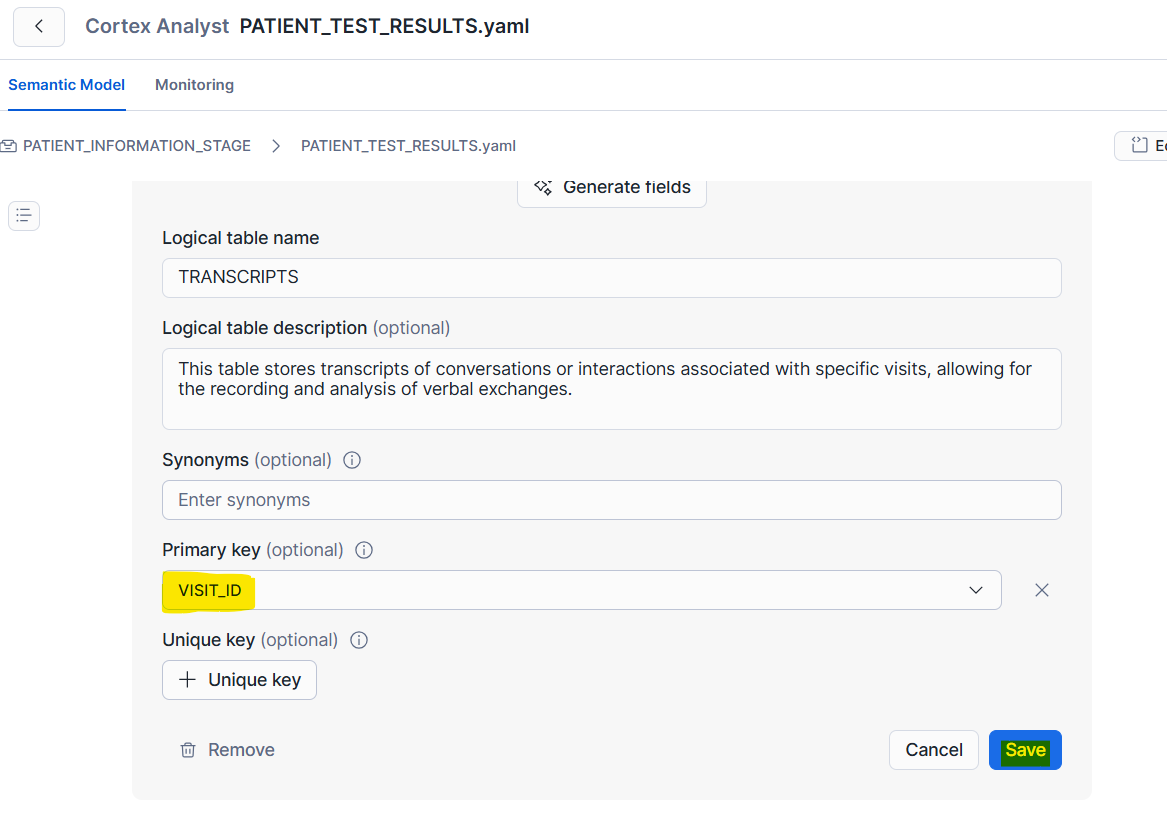 Cortex Analyst PATIENT_TEST_RESULTS.yaml
Semantic Model Monitoring
PATIENT_INFORMATION_STAGE > PATIENT_TEST_RESULTS.yaml
Generate fields
Logical table name
TRANSCRIPTS
Logical table description (optional)
This table stores transcripts of conversations or interactions associated with specific visits, allowing for
the recording and analysis of verbal exchanges.
Synonyms (optional)
Enter synonyms
Primary key (optional)
VISIT_ID
Unique key (optional)
+ Unique key
Remove Cancel Save